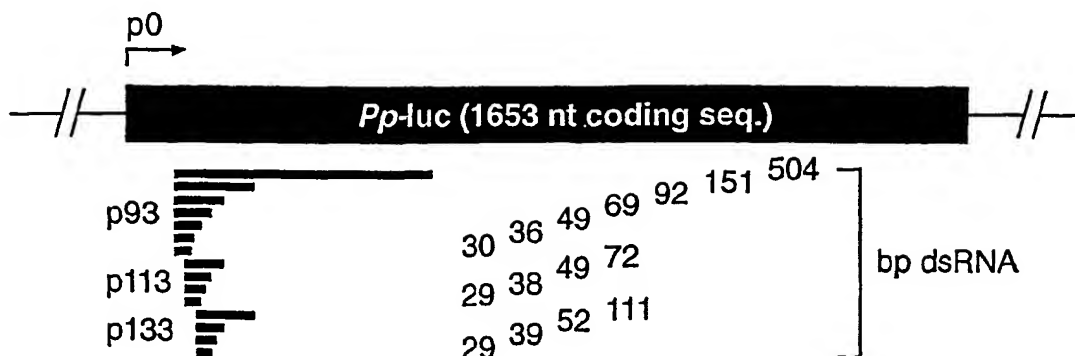 p0
Pp-luc (1653 nt coding seq.)
p93 30 36 49 69 92 151 504
p113 29 38 49 72
p133 29 39 52 111
bp dsRNA